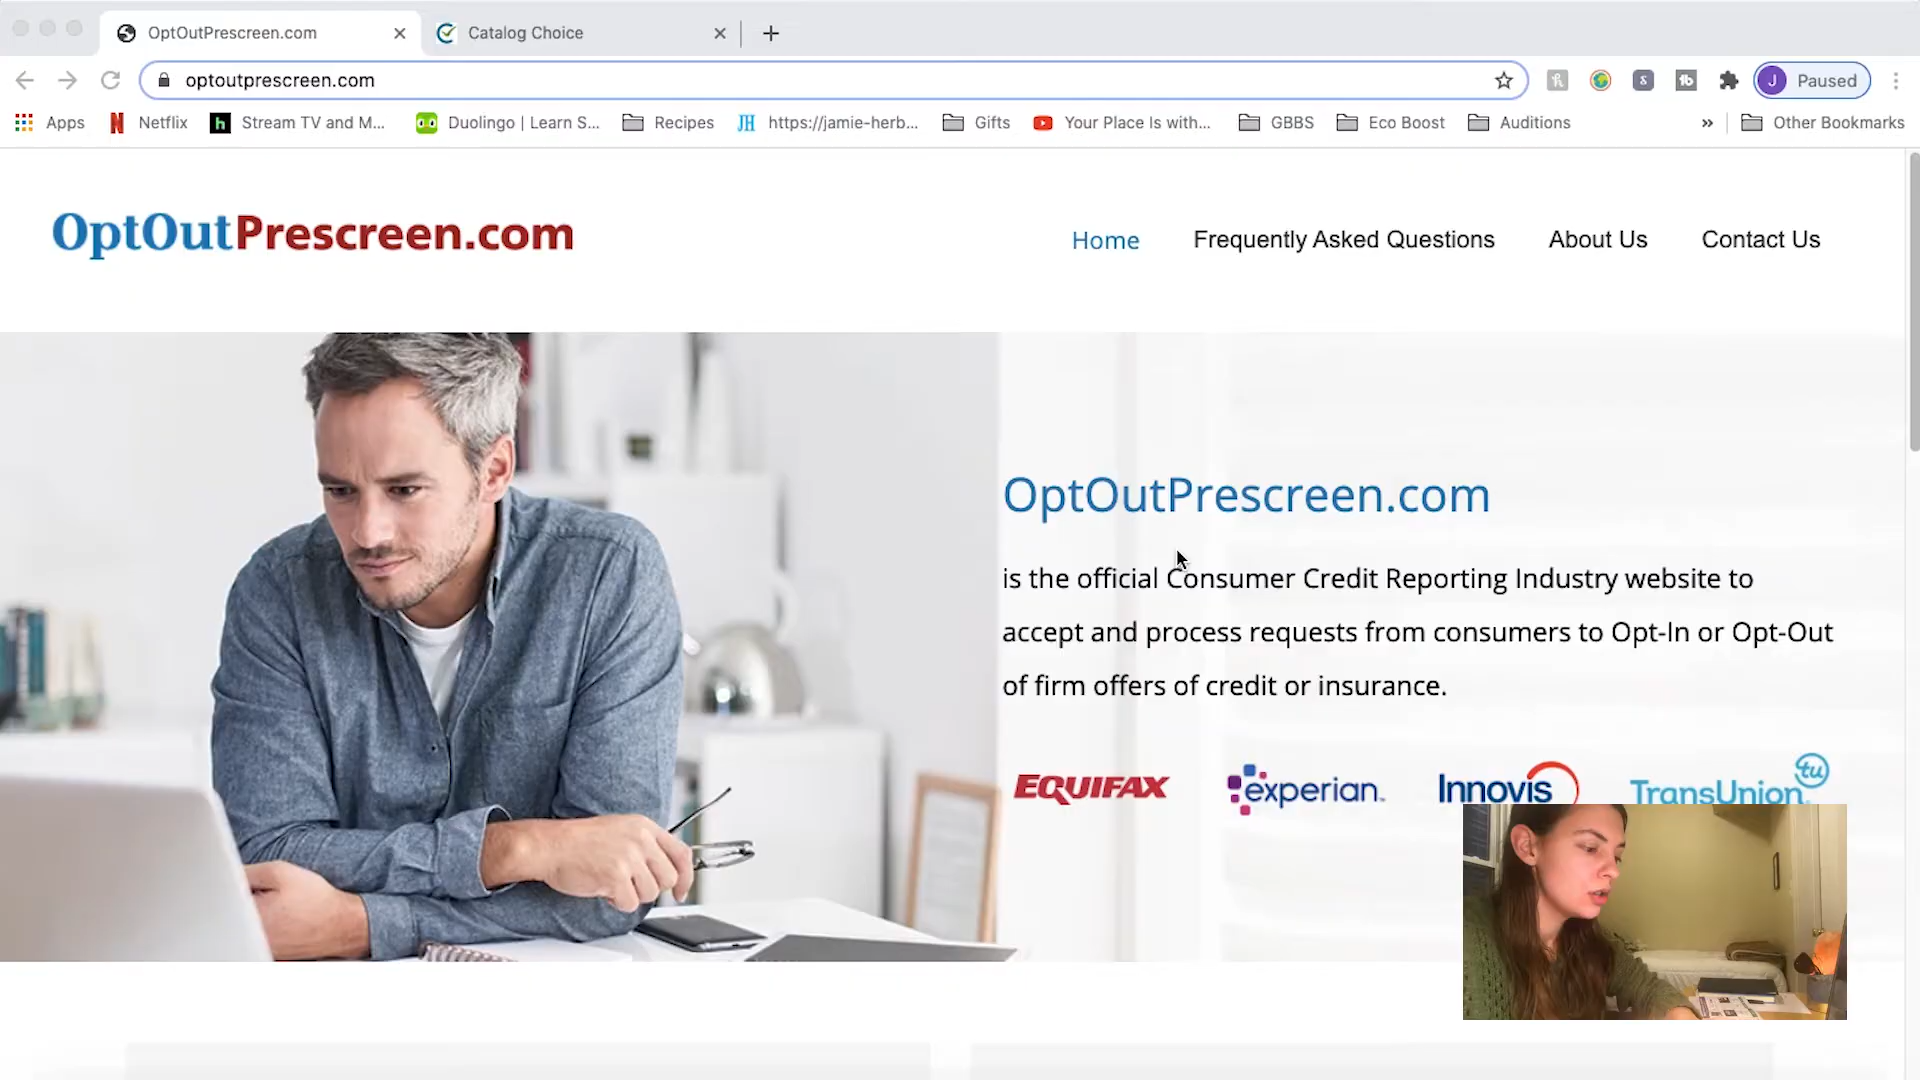 OptOutPrescreen.com
Catalog Choice
optoutprescreen.com
J Paused
Apps
Netflix
h Stream TV and M...
Duolingo | Learn S...
Recipes
JH https://jamie-herb...
Gifts
Your Place Is with...
GBBS
Eco Boost
Auditions
»
Other Bookmarks
OptOutPrescreen.com
Home
Frequently Asked Questions
About Us
Contact Us
OptOutPrescreen.com
is the official Consumer Credit Reporting Industry website to
accept and process requests from consumers to Opt-In or Opt-Out
of firm offers of credit or insurance.
EQUIFAX
experian.
Innovis
TransUnion
tu